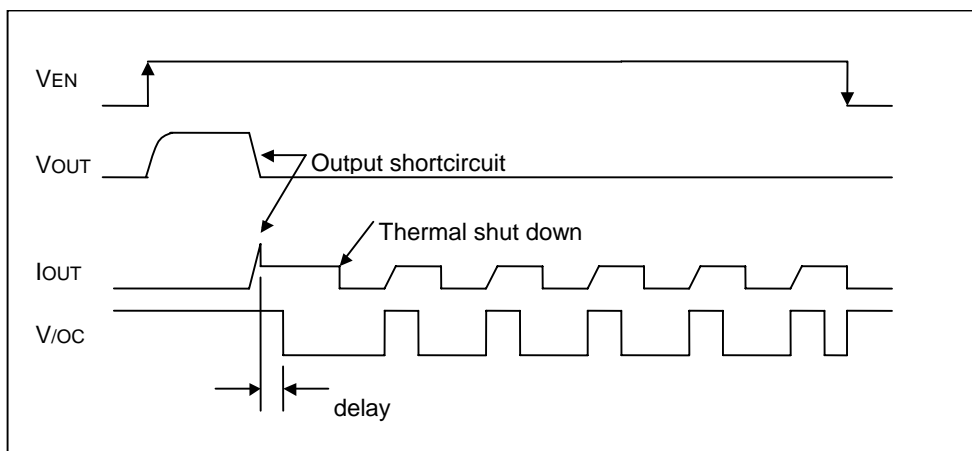 VEN
VOUT
Output shortcircuit
Thermal shut down
IOUT
V/OC
delay